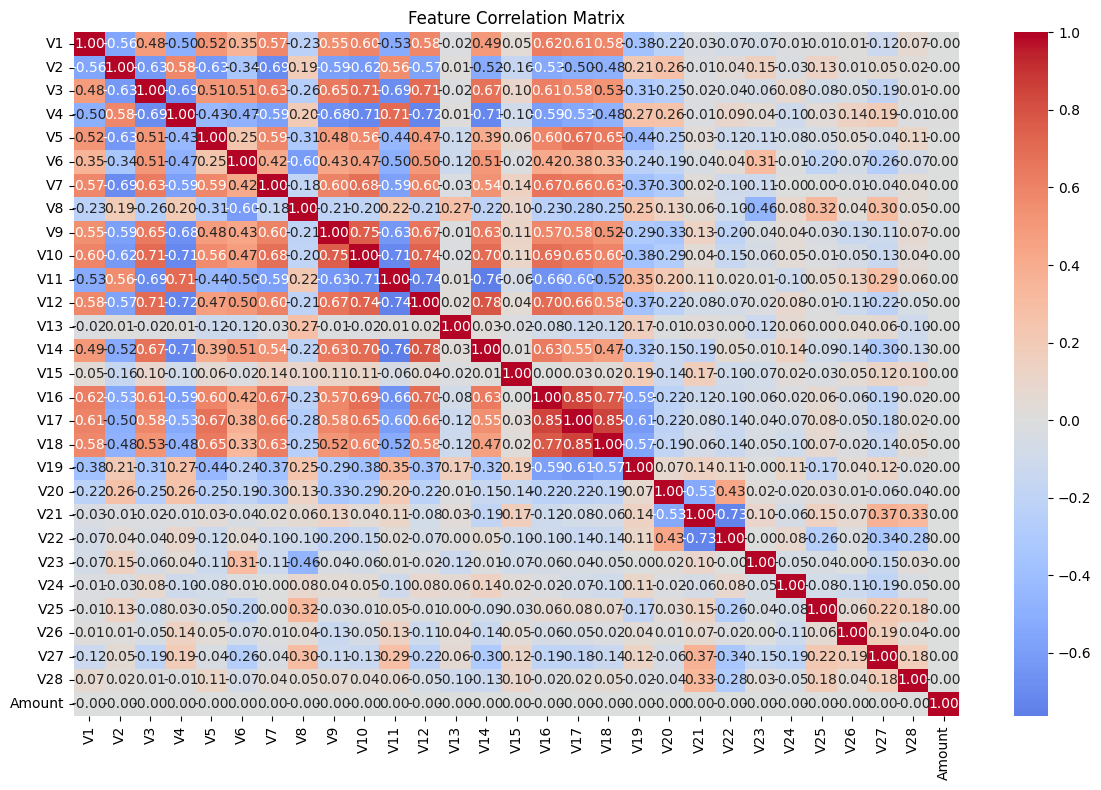 Feature Correlation Matrix
V1 1.00 -0.56 0.48 -0.50 0.52 0.35 0.57 -0.23 0.55 0.60 -0.53 0.58 -0.02 0.49 0.05 0.62 0.61 0.58 -0.38 -0.22 -0.03 -0.07 -0.07 -0.01 -0.01 0.01 -0.12 0.07 -0.00
V2 -0.56 1.00 -0.63 0.58 -0.63 -0.34 -0.69 0.19 -0.59 -0.62 0.56 -0.57 0.01 -0.52 -0.16 -0.53 -0.50 -0.48 0.21 0.26 -0.01 0.04 0.15 -0.03 0.13 -0.01 0.05 0.02 -0.00
V3 0.48 -0.63 1.00 -0.69 0.51 0.51 0.63 -0.26 0.65 0.71 -0.69 0.71 -0.02 0.67 0.10 0.61 0.58 0.53 -0.31 -0.25 -0.02 -0.04 -0.06 0.08 -0.08 -0.05 -0.19 -0.01 -0.00
V4 -0.50 0.58 -0.69 1.00 -0.43 -0.47 -0.59 0.20 -0.68 -0.71 0.71 -0.72 0.01 -0.71 -0.10 -0.59 -0.53 -0.48 0.27 0.26 -0.01 0.09 0.04 -0.10 0.03 0.14 0.19 -0.01 0.00
V5 0.52 -0.63 0.51 -0.43 1.00 0.25 0.59 -0.31 0.48 0.56 -0.44 0.47 -0.12 0.39 0.06 0.60 0.67 0.65 -0.44 -0.25 0.03 -0.12 -0.11 -0.08 -0.05 0.05 -0.04 0.11 -0.00
V6 0.35 -0.34 0.51 -0.47 0.25 1.00 0.42 -0.60 0.43 0.47 -0.50 0.50 -0.12 0.51 -0.02 0.42 0.38 0.33 -0.24 -0.19 -0.04 0.04 0.31 -0.01 -0.20 -0.07 -0.26 -0.07 -0.00
V7 0.57 -0.69 0.63 -0.59 0.59 0.42 1.00 -0.18 0.60 0.68 -0.59 0.60 -0.03 0.54 0.14 0.67 0.66 0.63 -0.37 -0.30 0.02 -0.10 -0.11 -0.00 0.00 -0.01 -0.04 0.04 -0.00
V8 -0.23 0.19 -0.26 0.20 -0.31 -0.60 -0.18 1.00 -0.21 -0.20 0.22 -0.21 0.27 -0.22 0.10 -0.23 -0.28 -0.25 0.25 0.13 0.06 -0.10 -0.46 0.08 0.32 0.04 0.30 0.05 -0.00
V9 0.55 -0.59 0.65 -0.68 0.48 0.43 0.60 -0.21 1.00 0.75 -0.63 0.67 -0.01 0.63 0.11 0.57 0.58 0.52 -0.29 -0.33 0.13 -0.20 -0.04 0.04 -0.03 -0.13 -0.11 0.07 -0.00
V10 0.60 -0.62 0.71 -0.71 0.56 0.47 0.68 -0.20 0.75 1.00 -0.71 0.74 -0.02 0.70 0.11 0.69 0.65 0.60 -0.38 -0.29 0.04 -0.15 -0.06 0.05 -0.01 -0.05 -0.13 0.04 -0.00
V11 -0.53 0.56 -0.69 0.71 -0.44 -0.50 -0.59 0.22 -0.63 -0.71 1.00 -0.74 0.01 -0.76 -0.06 -0.66 -0.60 -0.52 0.35 0.20 0.11 0.02 0.01 -0.10 0.01 0.13 0.29 0.06 -0.00
V12 0.58 -0.57 0.71 -0.72 0.47 0.50 0.60 -0.21 0.67 0.74 -0.74 1.00 0.02 0.78 0.04 0.70 0.66 0.58 -0.37 -0.22 -0.08 -0.07 -0.02 0.08 -0.01 -0.11 -0.22 -0.05 -0.00
V13 -0.02 0.01 -0.02 0.01 -0.12 -0.12 -0.03 0.27 -0.01 -0.02 0.01 0.02 1.00 0.03 -0.02 -0.08 -0.12 -0.12 0.17 -0.01 -0.03 0.00 -0.12 0.06 0.00 0.04 0.06 -0.10 -0.00
V14 0.49 -0.52 0.67 -0.71 0.39 0.51 0.54 -0.22 0.63 0.70 -0.76 0.78 0.03 1.00 -0.01 0.63 0.55 0.47 -0.32 -0.15 -0.19 0.05 -0.01 0.14 -0.09 -0.14 -0.30 -0.13 -0.00
V15 0.05 -0.16 0.10 -0.10 0.06 -0.02 0.14 0.10 0.11 0.11 -0.06 0.04 -0.02 -0.01 1.00 0.00 0.03 0.02 0.19 -0.14 0.17 -0.10 -0.07 0.02 -0.03 0.05 0.12 0.10 -0.00
V16 0.62 -0.53 0.61 -0.59 0.60 0.42 0.67 -0.23 0.57 0.69 -0.66 0.70 -0.08 0.63 0.00 1.00 0.85 0.77 -0.59 -0.22 -0.12 -0.10 -0.06 -0.02 0.06 -0.06 -0.19 -0.02 -0.00
V17 0.61 -0.50 0.58 -0.53 0.67 0.38 0.66 -0.28 0.58 0.65 -0.60 0.66 -0.12 0.55 0.03 0.85 1.00 0.85 -0.61 -0.22 -0.08 -0.14 -0.04 -0.07 0.08 -0.05 -0.18 0.02 -0.00
V18 0.58 -0.48 0.53 -0.48 0.65 0.33 0.63 -0.25 0.52 0.60 -0.52 0.58 -0.12 0.47 0.02 0.77 0.85 1.00 -0.57 -0.19 -0.06 -0.14 -0.05 -0.10 0.07 -0.02 -0.14 0.05 -0.00
V19 -0.38 0.21 -0.31 0.27 -0.44 -0.24 -0.37 0.25 -0.29 -0.38 0.35 -0.37 0.17 -0.32 0.19 -0.59 -0.61 -0.57 1.00 0.07 0.14 0.11 -0.00 0.11 -0.17 0.04 0.12 -0.02 0.00
V20 -0.22 0.26 -0.25 0.26 -0.25 -0.19 -0.30 0.13 -0.33 -0.29 0.20 -0.22 -0.01 -0.15 -0.14 -0.22 -0.22 -0.19 0.07 1.00 -0.53 0.43 0.02 -0.02 0.03 0.01 -0.06 -0.04 0.00
V21 -0.03 -0.01 -0.02 -0.01 0.03 -0.04 0.02 0.06 0.13 0.04 0.11 -0.08 -0.03 -0.19 0.17 -0.12 -0.08 -0.06 0.14 -0.53 1.00 -0.73 0.10 -0.06 0.15 0.07 0.37 0.33 -0.00
V22 -0.07 0.04 -0.04 0.09 -0.12 0.04 -0.10 -0.10 -0.20 -0.15 0.02 -0.07 0.00 0.05 -0.10 -0.10 -0.14 -0.14 0.11 0.43 -0.73 1.00 -0.00 0.08 -0.26 -0.02 -0.34 -0.28 0.00
V23 -0.07 0.15 -0.06 0.04 -0.11 0.31 -0.11 -0.46 -0.04 -0.06 0.01 -0.02 -0.12 -0.01 -0.07 -0.06 -0.04 -0.05 -0.00 0.02 0.10 -0.00 1.00 -0.05 -0.04 0.00 -0.15 0.03 -0.00
V24 -0.01 -0.03 0.08 -0.10 -0.08 -0.01 -0.00 0.08 0.04 0.05 -0.10 0.08 0.06 0.14 0.02 -0.02 -0.07 -0.10 0.11 -0.02 -0.06 0.08 -0.05 1.00 -0.08 -0.11 -0.19 -0.05 0.00
V25 -0.01 0.13 -0.08 0.03 -0.05 -0.20 0.00 0.32 -0.03 -0.01 0.01 -0.01 0.00 -0.09 -0.03 0.06 0.08 0.07 -0.17 0.03 0.15 -0.26 -0.04 -0.08 1.00 0.06 0.22 0.18 -0.00
V26 0.01 -0.01 -0.05 0.14 0.05 -0.07 -0.01 0.04 -0.13 -0.05 0.13 -0.11 0.04 -0.14 0.05 -0.06 -0.05 -0.02 0.04 0.01 0.07 -0.02 0.00 -0.11 0.06 1.00 0.19 0.04 -0.00
V27 -0.12 0.05 -0.19 0.19 -0.04 -0.26 -0.04 0.30 -0.11 -0.13 0.29 -0.22 0.06 -0.30 0.12 -0.19 -0.18 -0.14 0.12 -0.06 0.37 -0.34 -0.15 -0.19 0.22 0.19 1.00 0.18 0.00
V28 0.07 0.02 -0.01 -0.01 0.11 -0.07 0.04 0.05 0.07 0.04 0.06 -0.05 -0.10 -0.13 0.10 -0.02 0.02 0.05 -0.02 -0.04 0.33 -0.28 0.03 -0.05 0.18 0.04 0.18 1.00 -0.00
Amount -0.00 -0.00 -0.00 0.00 -0.00 -0.00 -0.00 -0.00 -0.00 -0.00 -0.00 -0.00 -0.00 -0.00 -0.00 -0.00 -0.00 -0.00 0.00 0.00 -0.00 0.00 -0.00 0.00 -0.00 -0.00 0.00 -0.00 1.00
V1 V2 V3 V4 V5 V6 V7 V8 V9 V10 V11 V12 V13 V14 V15 V16 V17 V18 V19 V20 V21 V22 V23 V24 V25 V26 V27 V28 Amount
1.0
0.8
0.6
0.4
0.2
0.0
−0.2
−0.4
−0.6